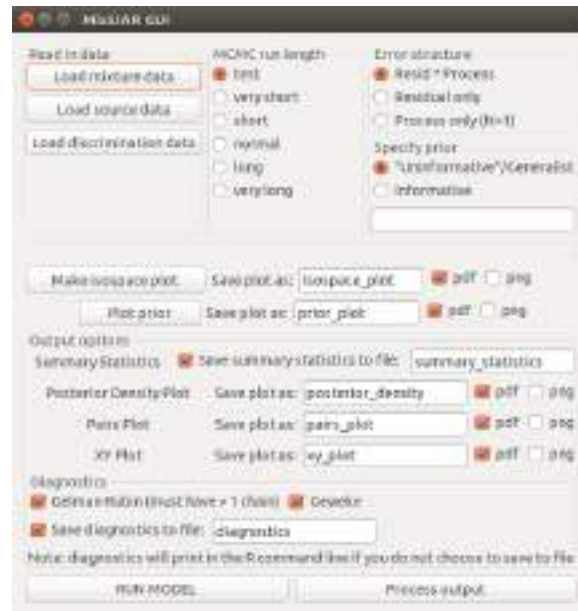 MixSIAR GUI
Read in data
Load mixture data
Load source data
Load discrimination data
MCMC run length
test
very short
short
normal
long
very long
Error structure
Resid * Process
Residual only
Process only (N=1)
Specify prior
"Uninformative"/Generalist
Informative
Make isospace plot
Save plot as:
isospace_plot
pdf
png
Plot prior
Save plot as:
prior_plot
pdf
png
Output options
Summary Statistics
Save summary statistics to file:
summary_statistics
Posterior Density Plot
Save plot as:
posterior_density
pdf
png
Pairs Plot
Save plot as:
pairs_plot
pdf
png
XY Plot
Save plot as:
xy_plot
pdf
png
Diagnostics
Gelman-Rubin (must have > 1 chain)
Geweke
Save diagnostics to file:
diagnostics
Note: diagnostics will print in the R command line if you do not choose to save to file
RUN MODEL
Process output